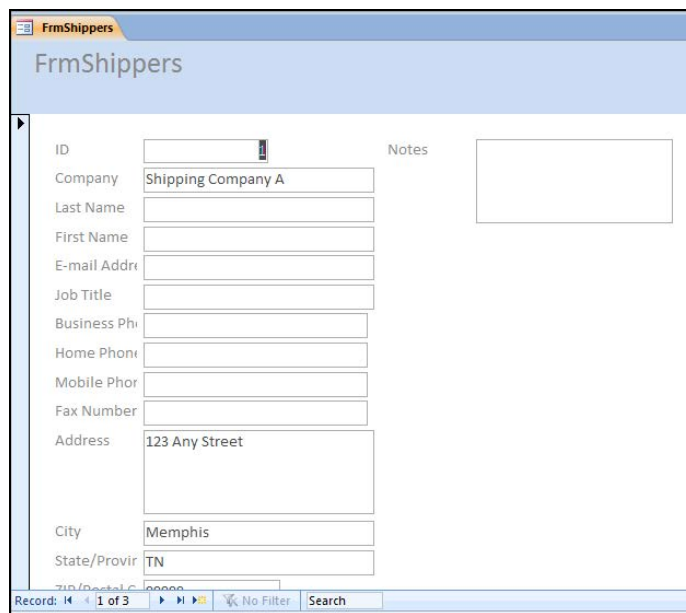 FrmShippers
FrmShippers
ID 1 Notes
Company Shipping Company A
Last Name
First Name
E-mail Addre
Job Title
Business Ph
Home Phone
Mobile Phor
Fax Number
Address 123 Any Street
City Memphis
State/Provir TN
Record: 1 of 3 No Filter Search